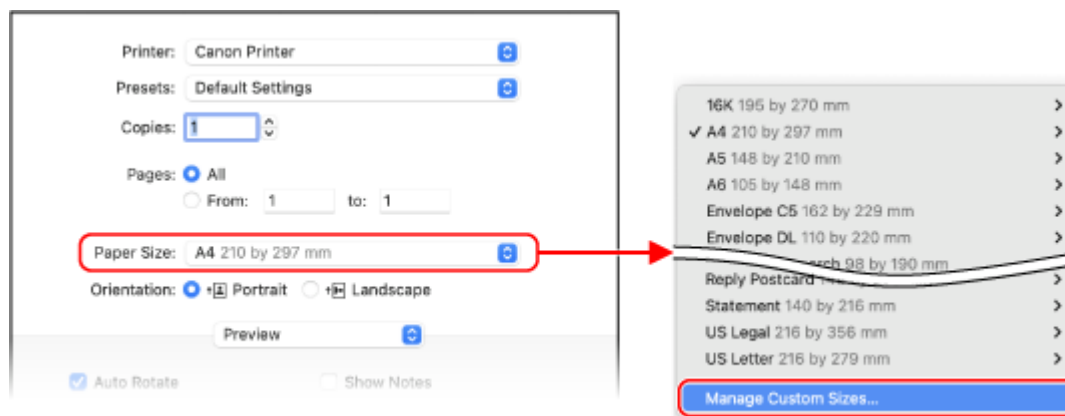 Printer: Canon Printer
Presets: Default Settings
Copies: 1
Pages: All
From: 1 to: 1
Paper Size: A4 210 by 297 mm
Orientation: Portrait Landscape
Preview
Auto Rotate Show Notes
16K 195 by 270 mm
A4 210 by 297 mm
A5 148 by 210 mm
A6 105 by 148 mm
Envelope C5 162 by 229 mm
Envelope DL 110 by 220 mm
98 by 190 mm
Reply Postcard
Statement 140 by 216 mm
US Legal 216 by 356 mm
US Letter 216 by 279 mm
Manage Custom Sizes...